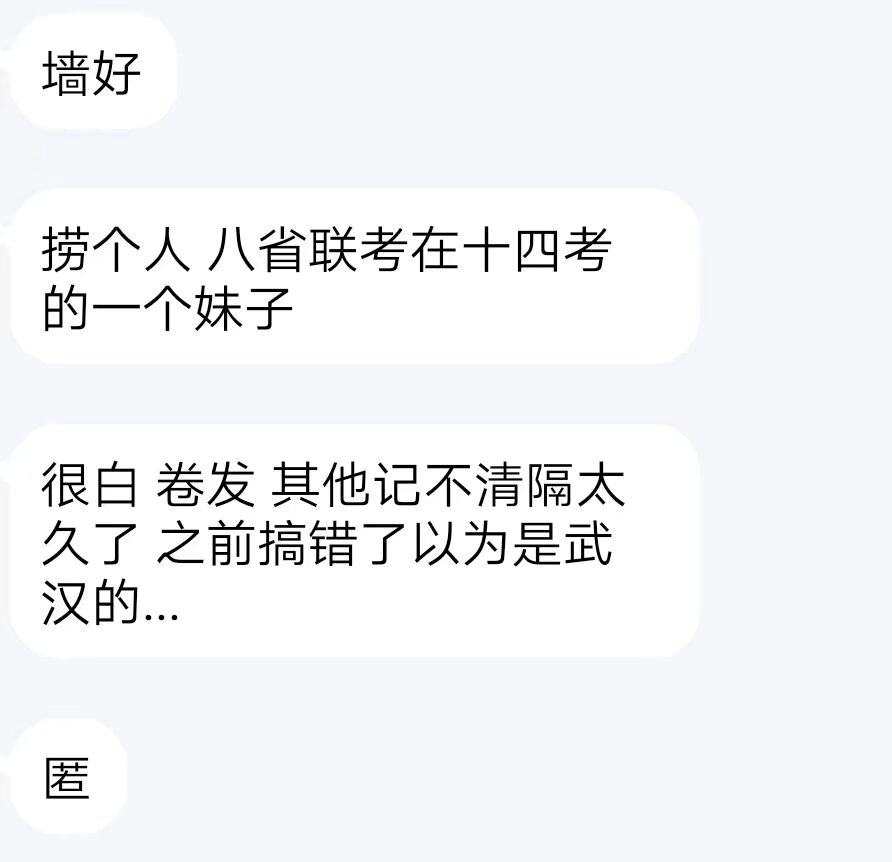 墙好
捞个人 八省联考在十四考
的一个妹子
很白 卷发 其他记不清隔太
久了 之前搞错了以为是武
汉的...
匿